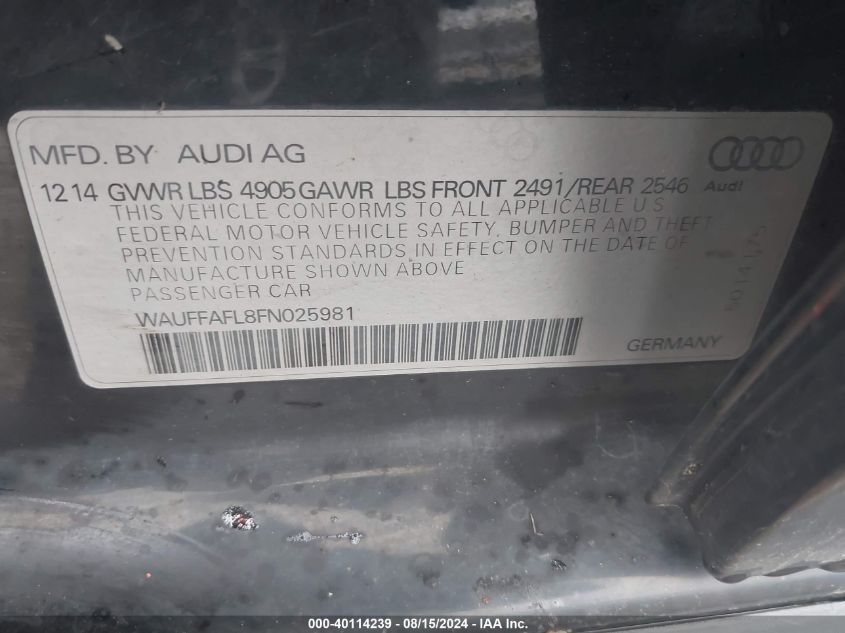 MFD. BY AUDI AG
12 14 GVWR LBS 4905 GAWR LBS FRONT 2491/REAR 2546 Audi
THIS VEHICLE CONFORMS TO ALL APPLICABLE U S
FEDERAL MOTOR VEHICLE SAFETY, BUMPER AND THEFT
PREVENTION STANDARDS IN EFFECT ON THE DATE OF
MANUFACTURE SHOWN ABOVE
PASSENGER CAR
WAUFFAFL8FN025981
GERMANY
000-40114239 - 08/15/2024 - COPYRIGHT IAA.